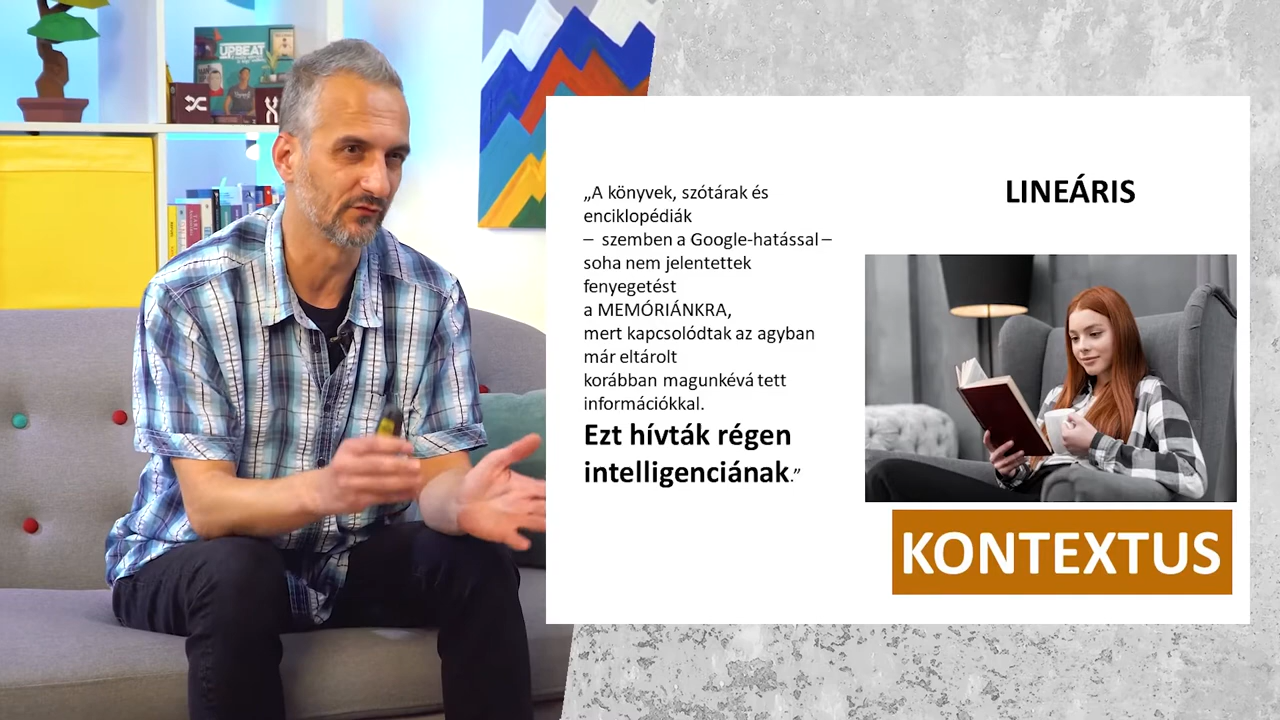 UPBEAT
„A könyvek, szótárak és
enciklopédiák
– szemben a Google-hatással –
soha nem jelentettek
fenyegetést
a MEMÓRIÁNKRA,
mert kapcsolódtak az agyban
már eltárolt
korábban magunkévá tett
információkkal.
Ezt hívták régen
intelligenciának.”
LINEÁRIS
KONTEXTUS